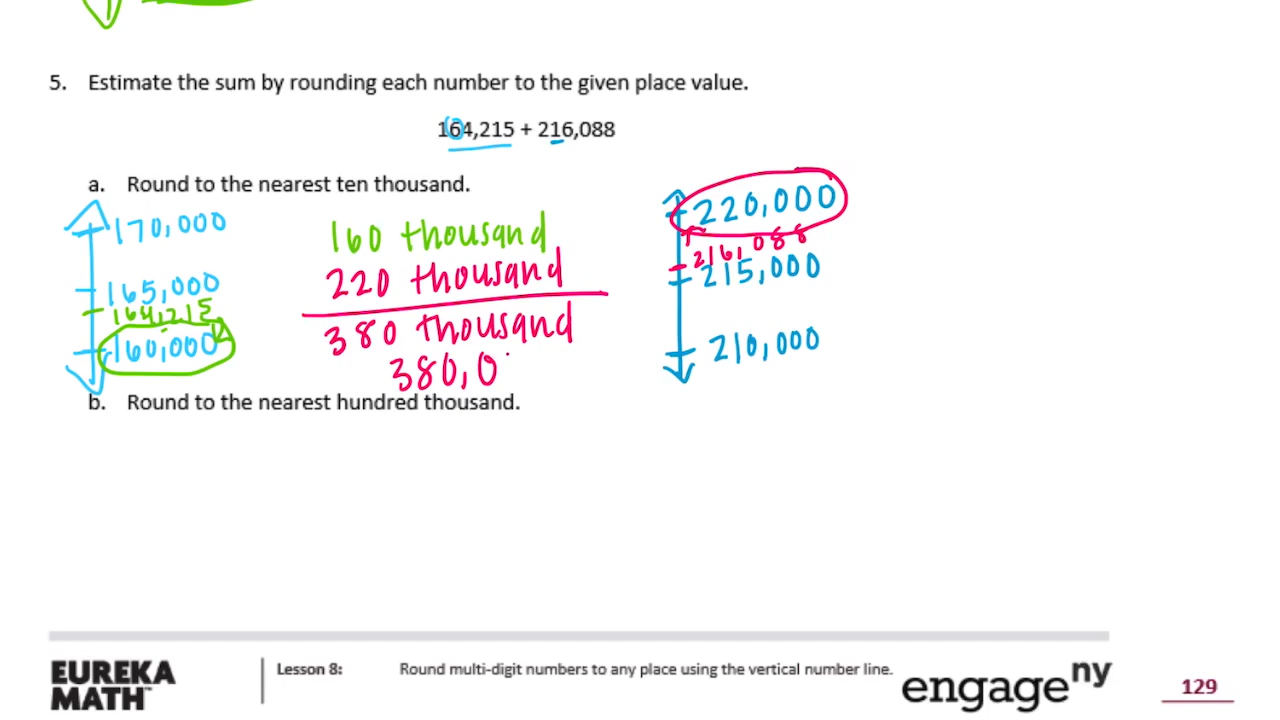 5. Estimate the sum by rounding each number to the given place value.
164,215 + 216,088
a. Round to the nearest ten thousand.
170,000
165,000
164,215
160,000
160 thousand
220 thousand
380 thousand
380,0
220,000
216,088
215,000
210,000
b. Round to the nearest hundred thousand.
EUREKA
MATH™
Lesson 8: Round multi-digit numbers to any place using the vertical number line.
engage ny
129